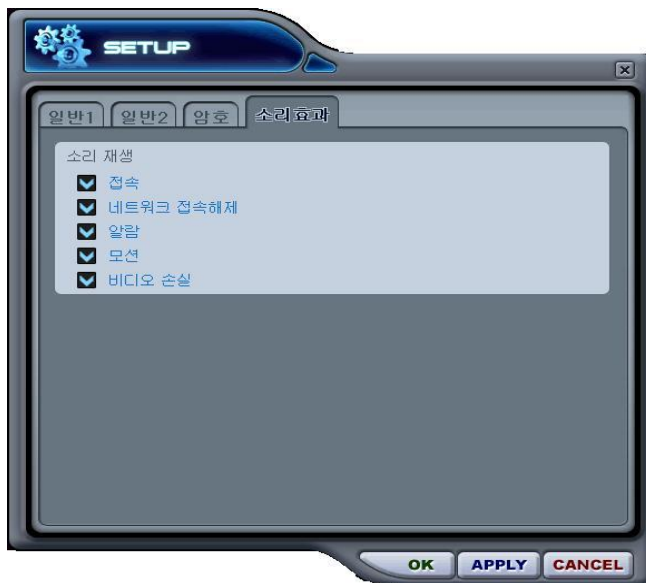 SETUP
일반1 일반2 암호 소리효과
소리 재생
접속
네트워크 접속해제
알람
모션
비디오 손실
OK APPLY CANCEL